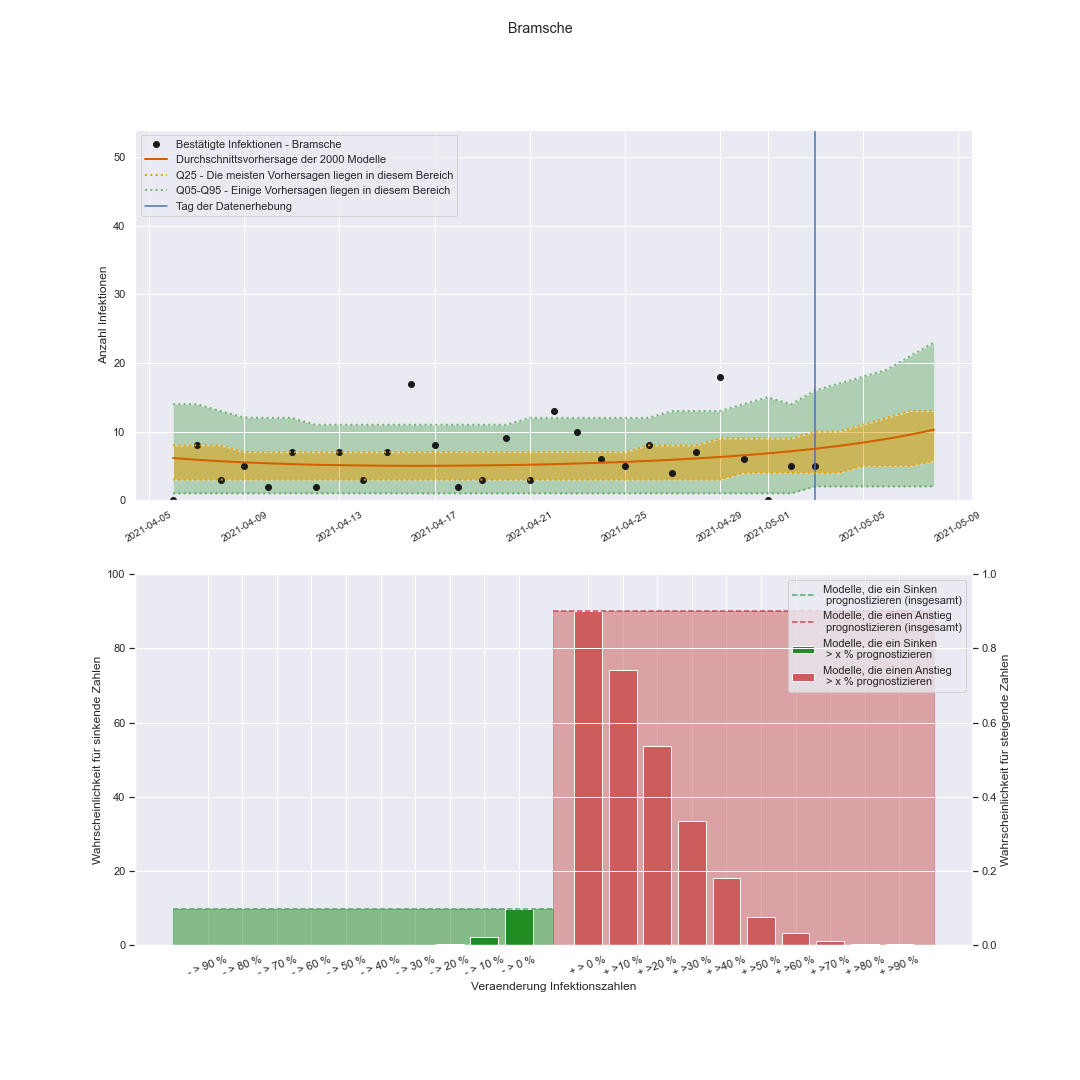 Bramsche
Bestätigte Infektionen - Bramsche
Durchschnittsvorhersage der 2000 Modelle
Q25 - Die meisten Vorhersagen liegen in diesem Bereich
Q05-Q95 - Einige Vorhersagen liegen in diesem Bereich
Tag der Datenerhebung
Anzahl Infektionen
50
40
30
20
10
0
2021-04-05 2021-04-09 2021-04-13 2021-04-17 2021-04-21 2021-04-25 2021-04-29 2021-05-01 2021-05-05 2021-05-09
Modelle, die ein Sinken
prognostizieren (insgesamt)
Modelle, die einen Anstieg
prognostizieren (insgesamt)
Modelle, die ein Sinken
> x % prognostizieren
Modelle, die einen Anstieg
> x % prognostizieren
Wahrscheinlichkeit für sinkende Zahlen
100
80
60
40
20
0
1.0
0.8
0.6
0.4
0.2
0.0
Wahrscheinlichkeit für steigende Zahlen
- > 90 % - > 80 % - > 70 % - > 60 % - > 50 % - > 40 % - > 30 % - > 20 % - > 10 % - > 0 % + > 0 % + >10 % + >20 % + >30 % + >40 % + >50 % + >60 % + >70 % + >80 % + >90 %
Veraenderung Infektionszahlen